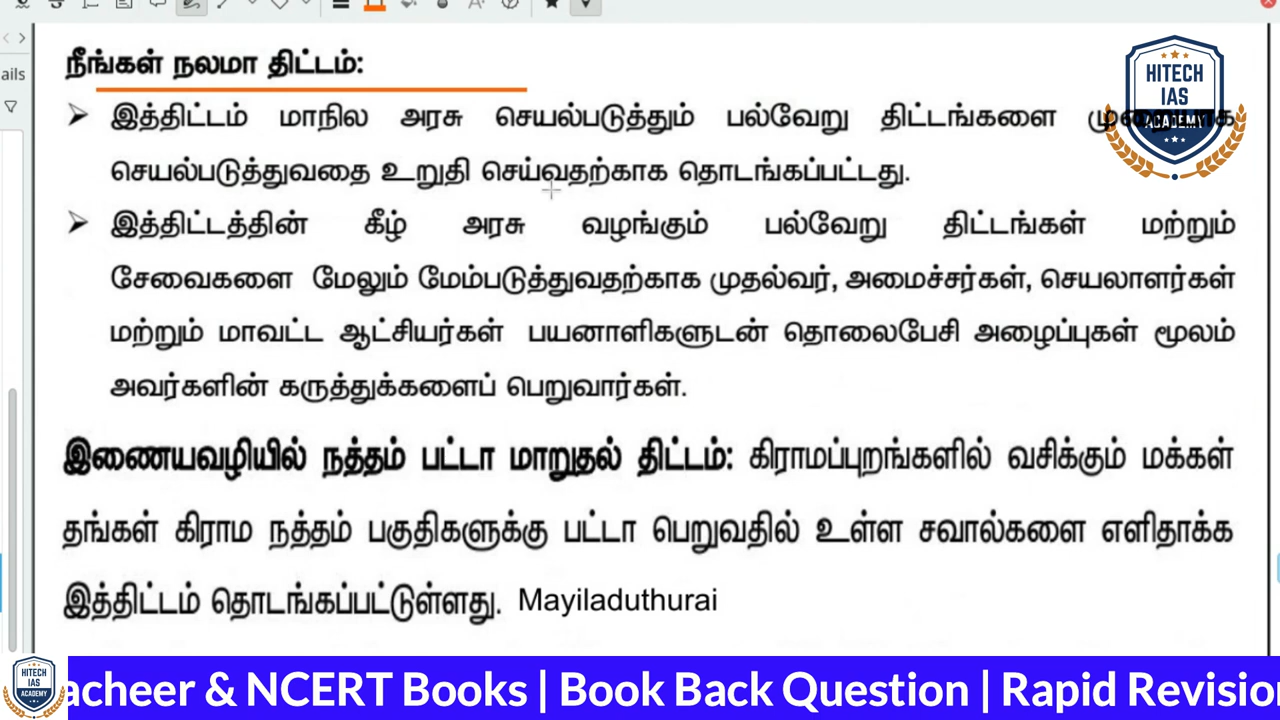 ails
நீங்கள் நலமா திட்டம்:
HITECH
IAS
ACADEMY
➢ இத்திட்டம் மாநில அரசு செயல்படுத்தும் பல்வேறு திட்டங்களை
செயல்படுத்துவதை உறுதி செய்வதற்காக தொடங்கப்பட்டது.
➢ இத்திட்டத்தின் கீழ் அரசு வழங்கும் பல்வேறு திட்டங்கள் மற்றும்
சேவைகளை மேலும் மேம்படுத்துவதற்காக முதல்வர், அமைச்சர்கள், செயலாளர்கள்
மற்றும் மாவட்ட ஆட்சியர்கள் பயனாளிகளுடன் தொலைபேசி அழைப்புகள் மூலம்
அவர்களின் கருத்துக்களைப் பெறுவார்கள்.
இணையவழியில் நத்தம் பட்டா மாறுதல் திட்டம்: கிராமப்புறங்களில் வசிக்கும் மக்கள்
தங்கள் கிராம நத்தம் பகுதிகளுக்கு பட்டா பெறுவதில் உள்ள சவால்களை எளிதாக்க
இத்திட்டம் தொடங்கப்பட்டுள்ளது. Mayiladuthurai
HITECH
IAS
ACADEMY
acheer & NCERT Books | Book Back Question | Rapid Revision